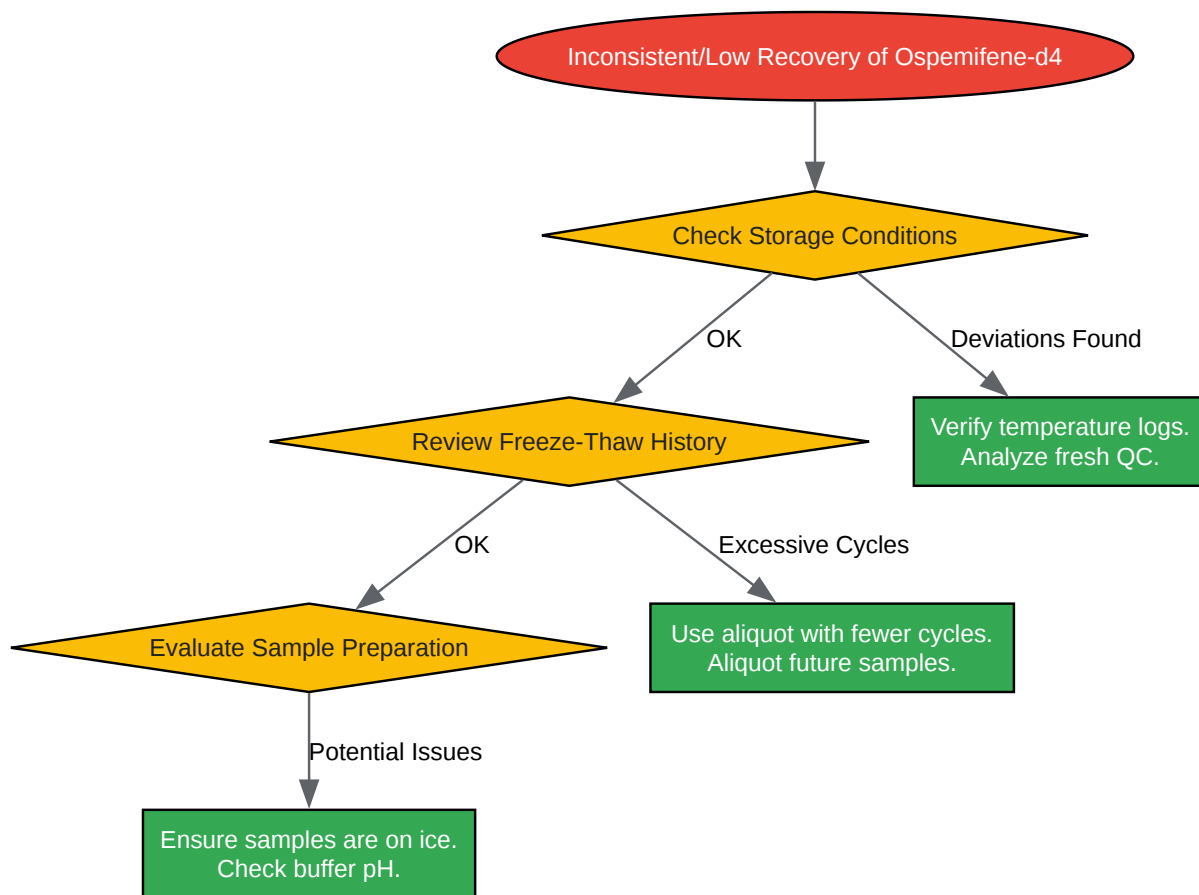 Inconsistent/Low Recovery of Ospemifene-d4
Check Storage Conditions
OK
Deviations Found
Review Freeze-Thaw History
Verify temperature logs.
Analyze fresh QC.
OK
Excessive Cycles
Evaluate Sample Preparation
Use aliquot with fewer cycles.
Aliquot future samples.
Potential Issues
Ensure samples are on ice.
Check buffer pH.